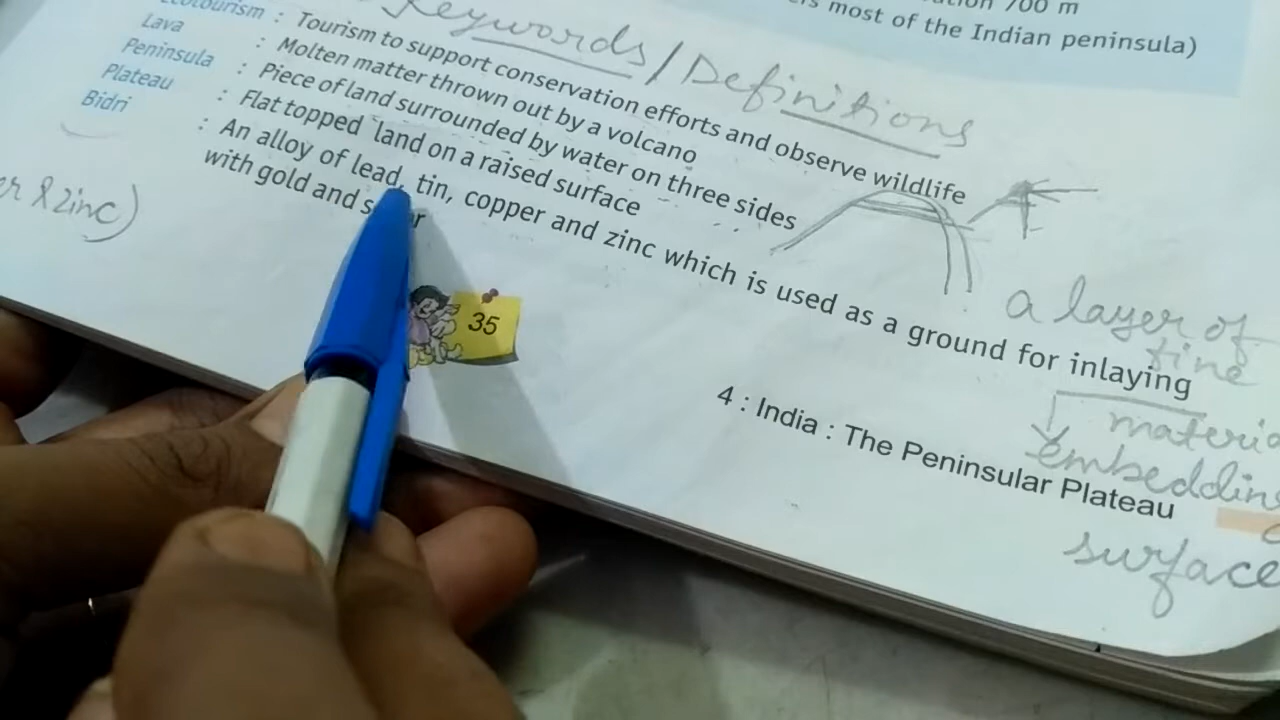 700 m
most of the Indian peninsula)
Keywords / Definitions
Ecotourism : Tourism to support conservation efforts and observe wildlife
Lava : Molten matter thrown out by a volcano
Peninsula : Piece of land surrounded by water on three sides
Plateau : Flat topped land on a raised surface
Bidri : An alloy of lead, tin, copper and zinc which is used as a ground for inlaying
with gold and
& zinc)
a layer of
fine
embedding
surface
35
4 : India : The Peninsular Plateau